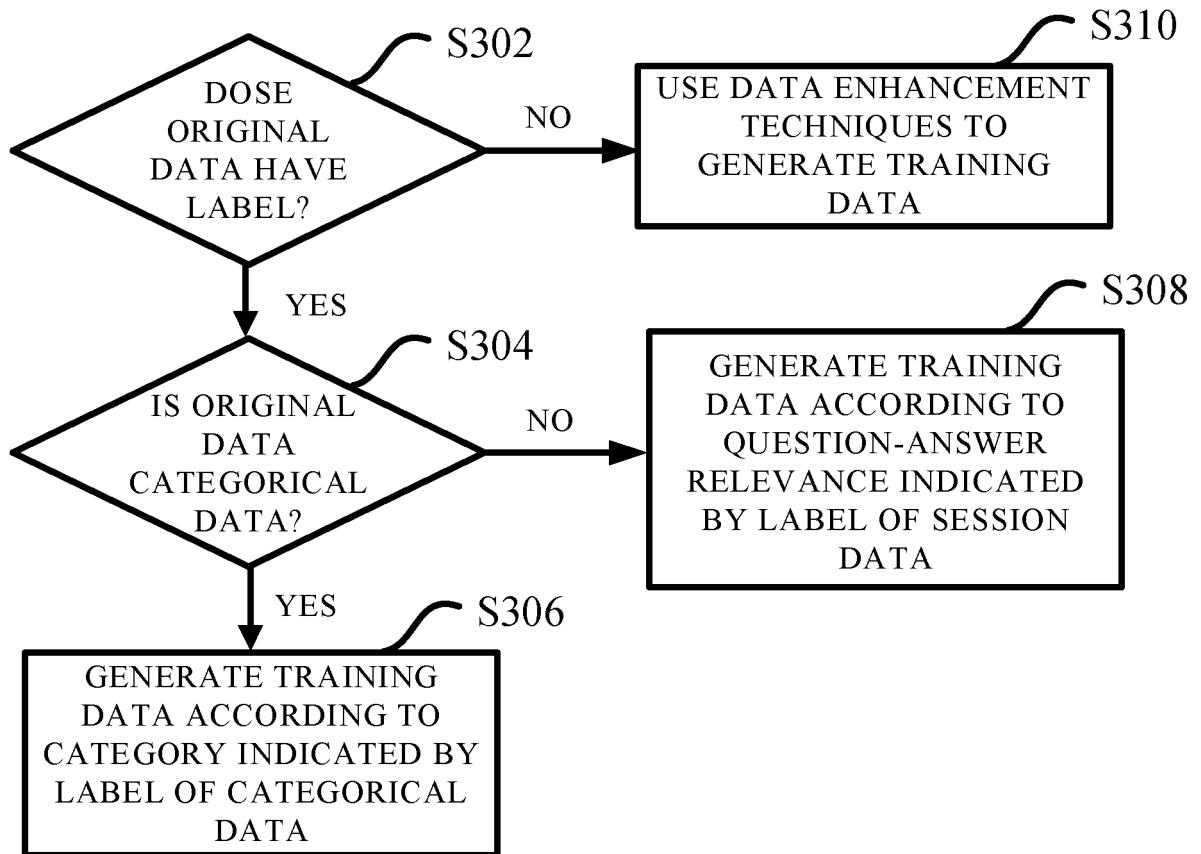 S302
DOSE
ORIGINAL
DATA HAVE
LABEL?
NO
S310
USE DATA ENHANCEMENT
TECHNIQUES TO
GENERATE TRAINING
DATA
YES
S304
IS ORIGINAL
DATA
CATEGORICAL
DATA?
NO
S308
GENERATE TRAINING
DATA ACCORDING TO
QUESTION-ANSWER
RELEVANCE INDICATED
BY LABEL OF SESSION
DATA
YES
S306
GENERATE TRAINING
DATA ACCORDING TO
CATEGORY INDICATED BY
LABEL OF CATEGORICAL
DATA